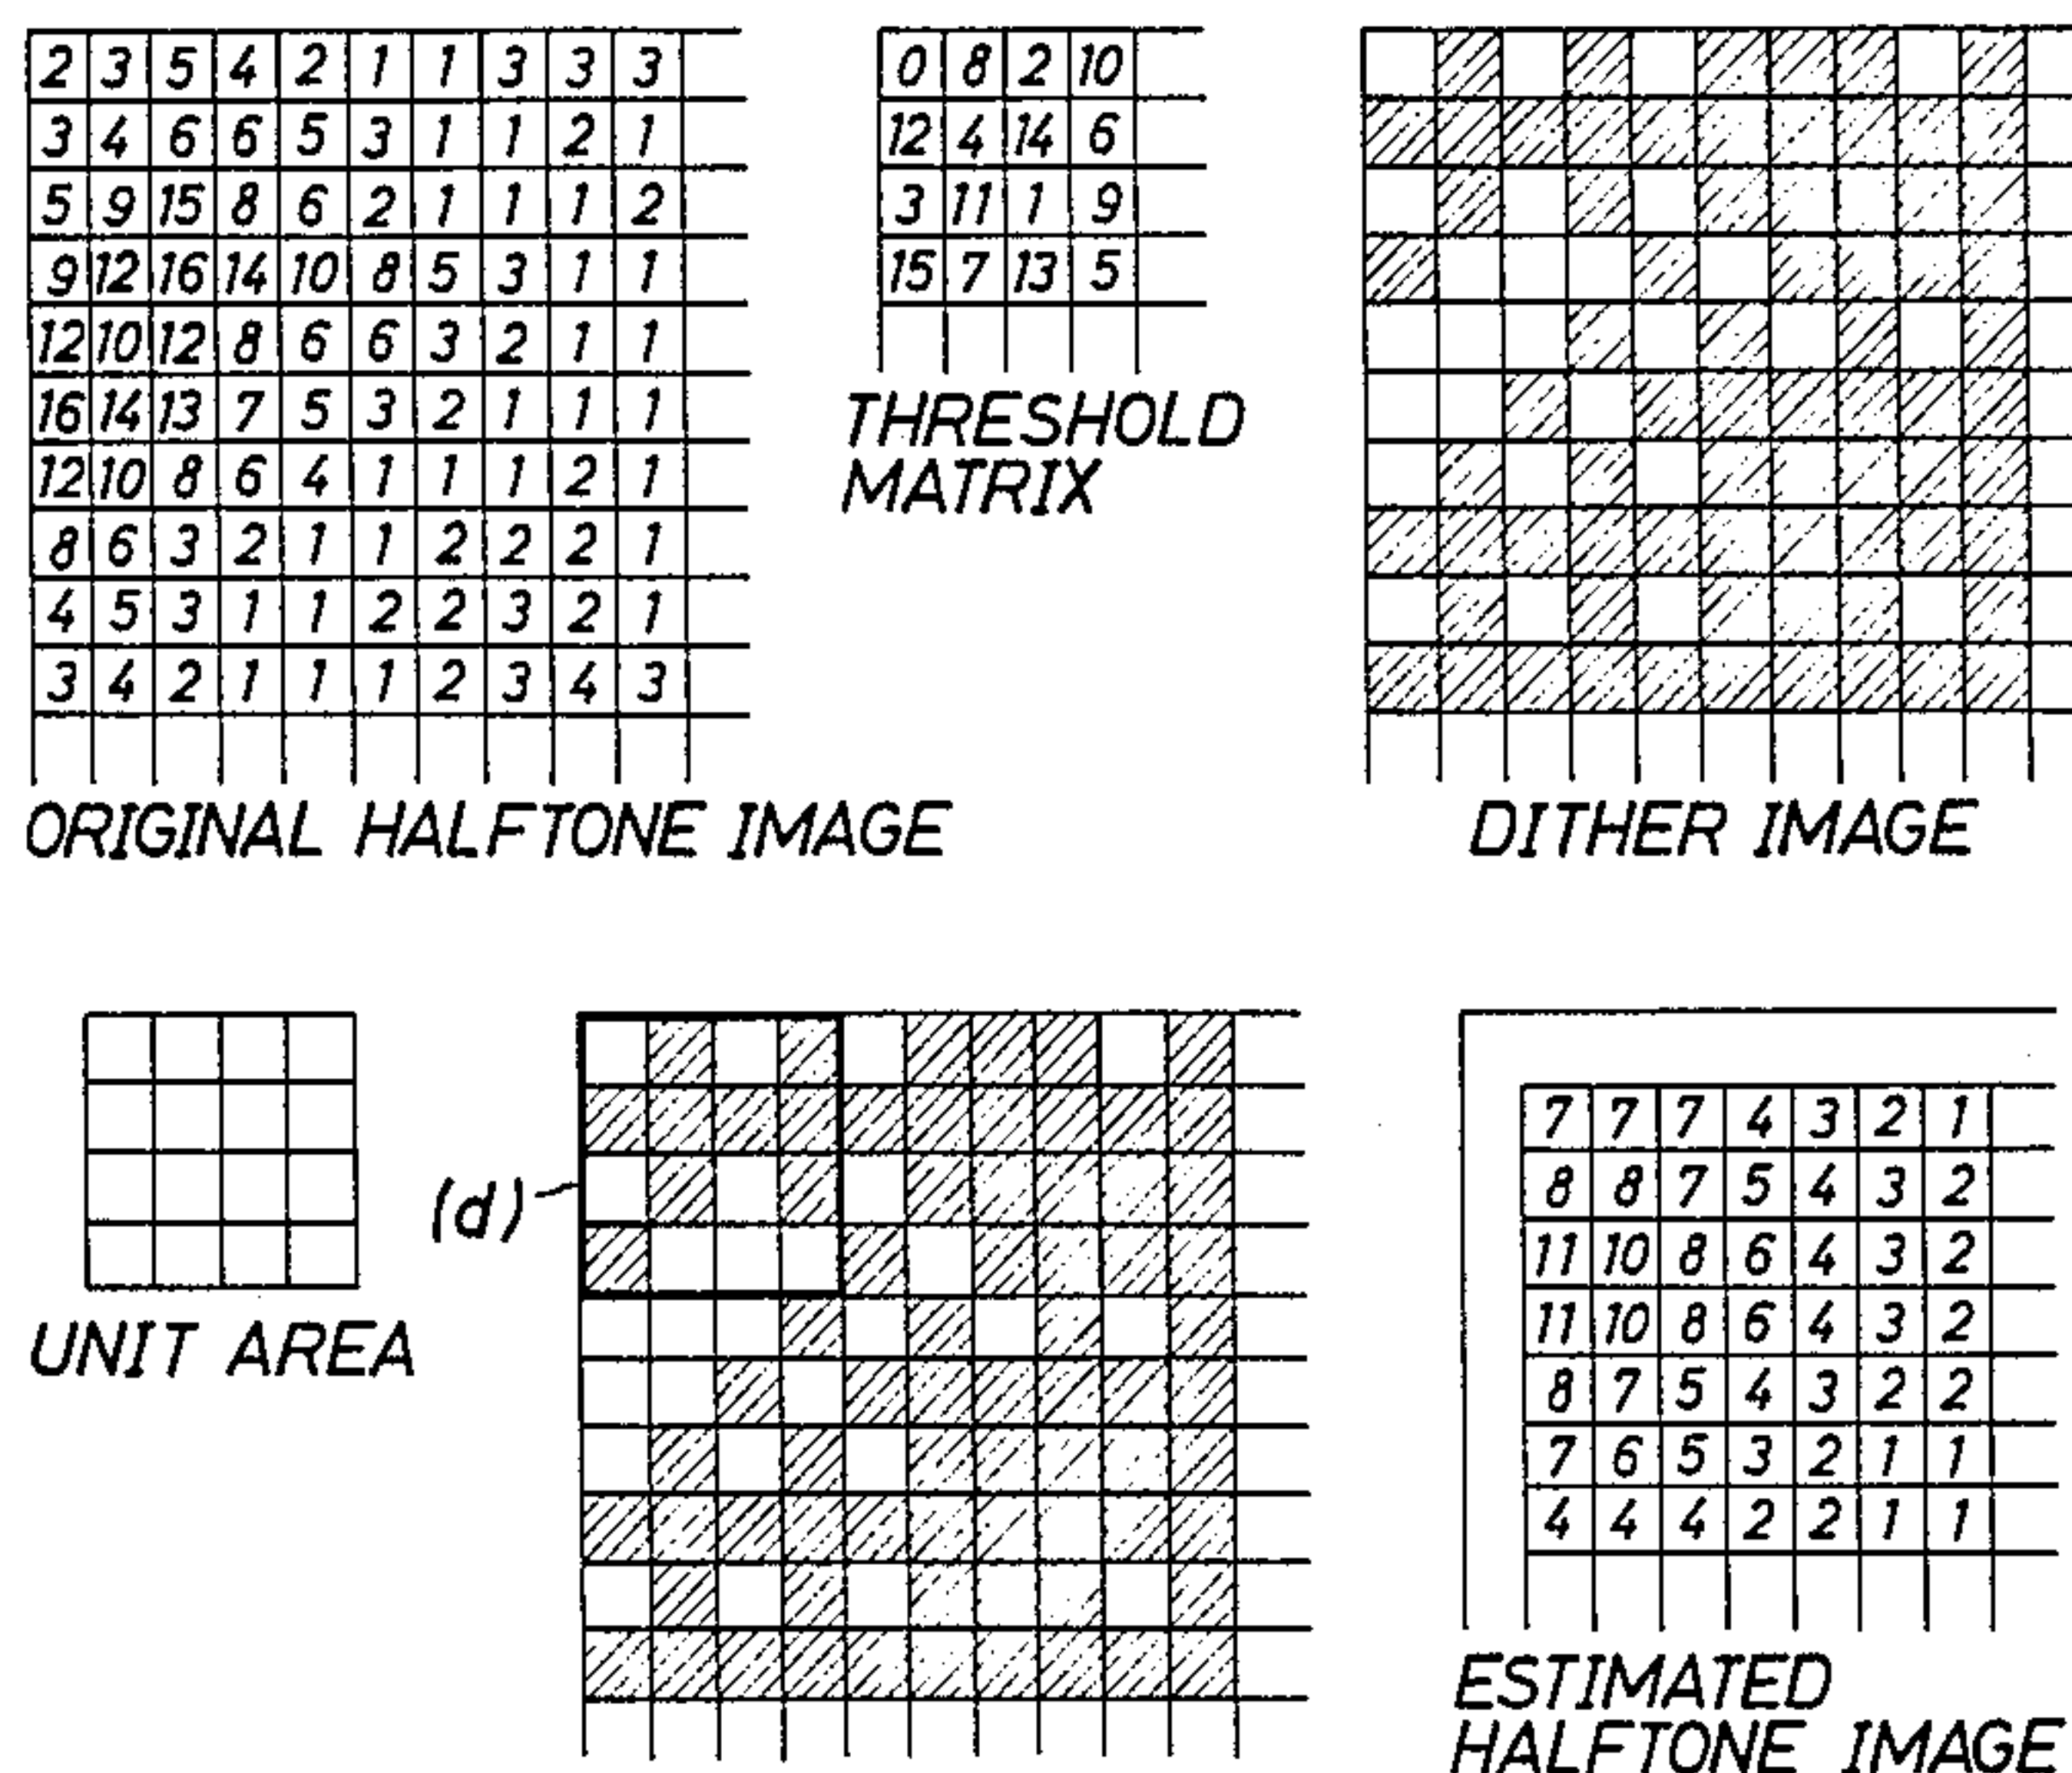 2 3 5 4 2 1 1 3 3 3
3 4 6 6 5 3 1 1 2 1
5 9 15 8 6 2 1 1 1 2
9 12 16 14 10 8 5 3 1 1
12 10 12 8 6 6 3 2 1 1
16 14 13 7 5 3 2 1 1 1
12 10 8 6 4 1 1 1 2 1
8 6 3 2 1 1 2 2 2 1
4 5 3 1 1 2 2 3 2 1
3 4 2 1 1 1 2 3 4 3
ORIGINAL HALFTONE IMAGE
0 8 2 10
12 4 14 6
3 11 1 9
15 7 13 5
THRESHOLD
MATRIX
DITHER IMAGE
UNIT AREA
(d)
7 7 7 4 3 2 1
8 8 7 5 4 3 2
11 10 8 6 4 3 2
11 10 8 6 4 3 2
8 7 5 4 3 2 2
7 6 5 3 2 1 1
4 4 4 2 2 1 1
ESTIMATED
HALFTONE IMAGE